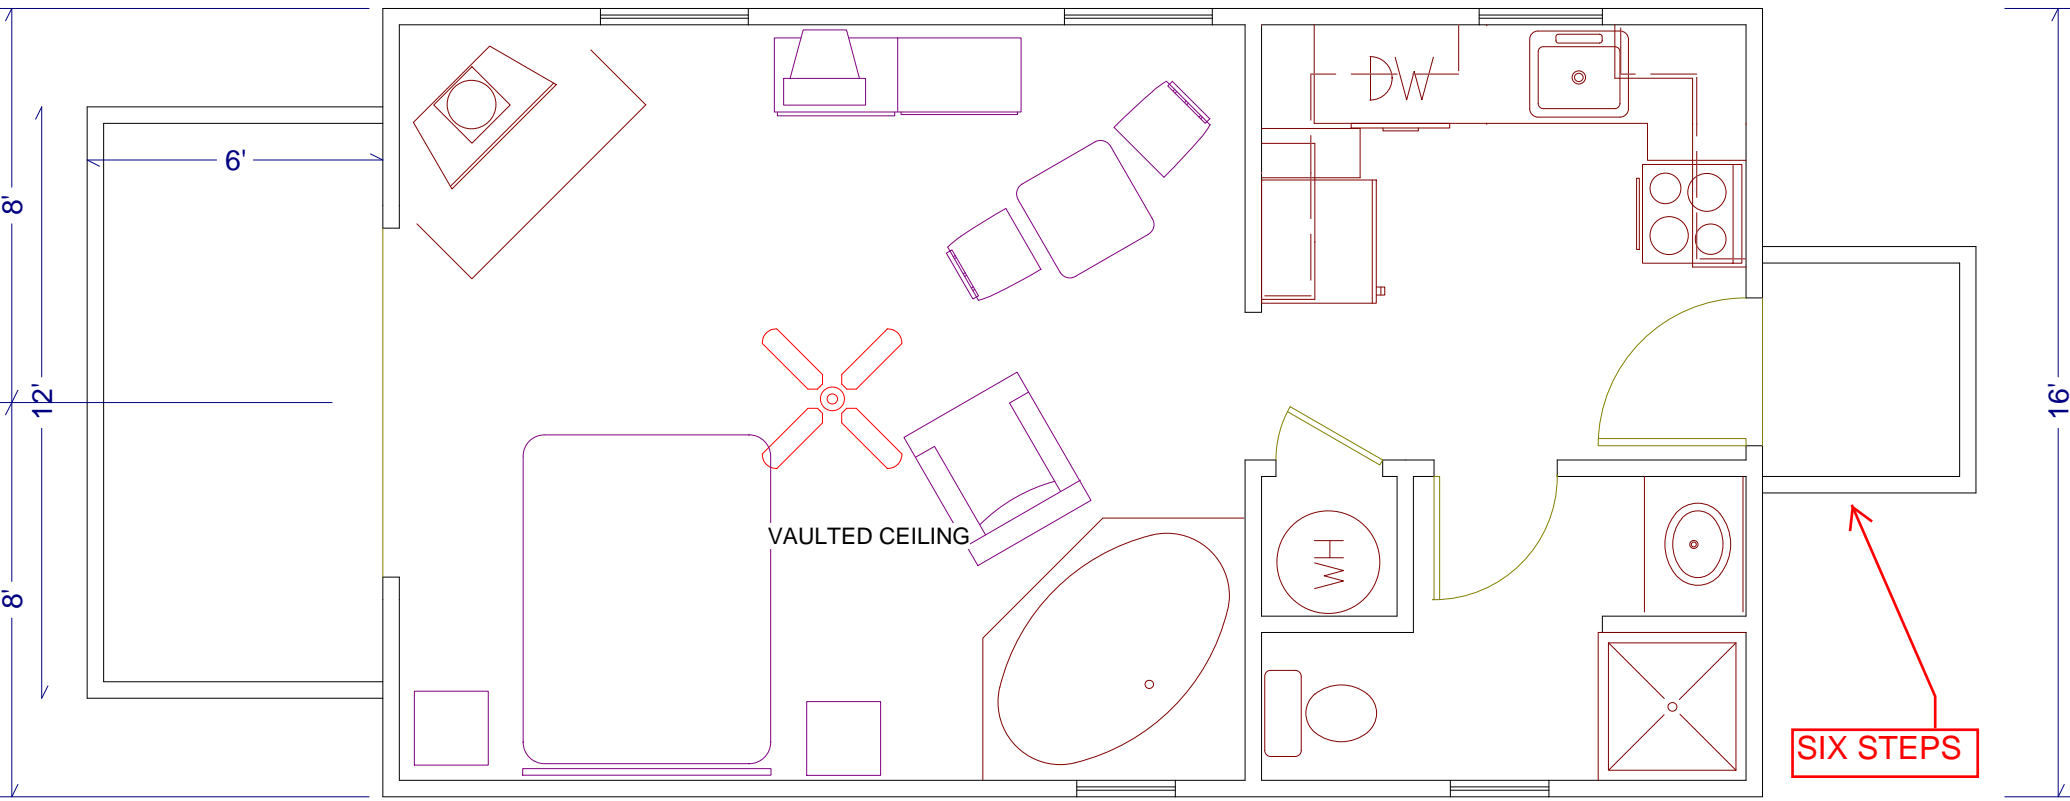 DW
6'
8'
12'
16'
VAULTED CEILING
WH
8'
SIX STEPS